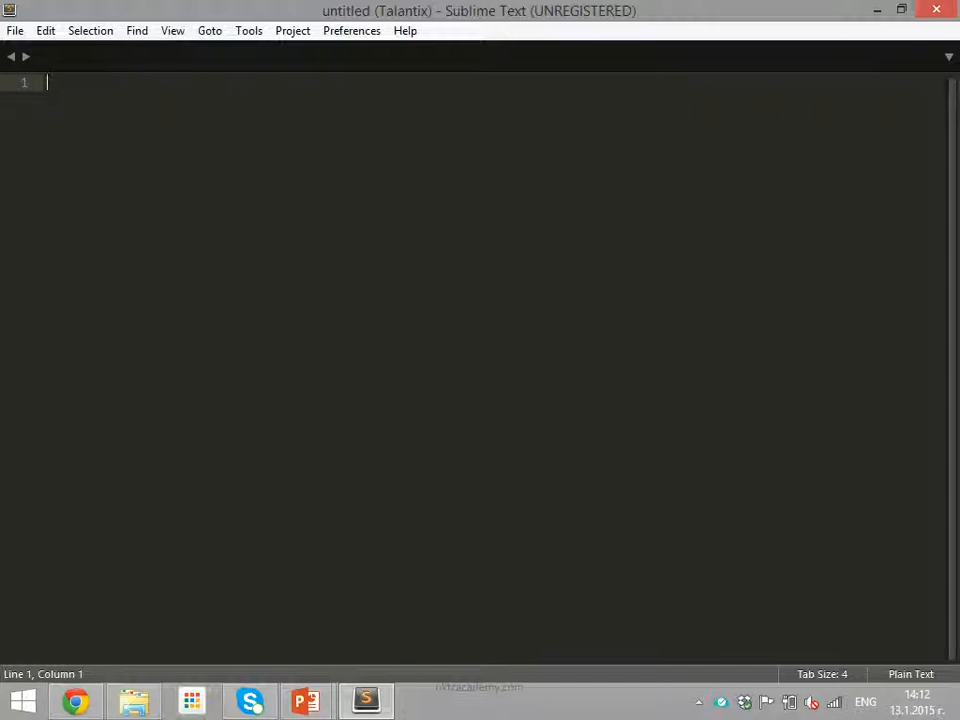 untitled (Talantix) - Sublime Text (UNREGISTERED)
File Edit Selection Find View Goto Tools Project Preferences Help
1
Line 1, Column 1
Tab Size: 4
Plain Text
ЕНГ
14:12
13.1.2015 г.